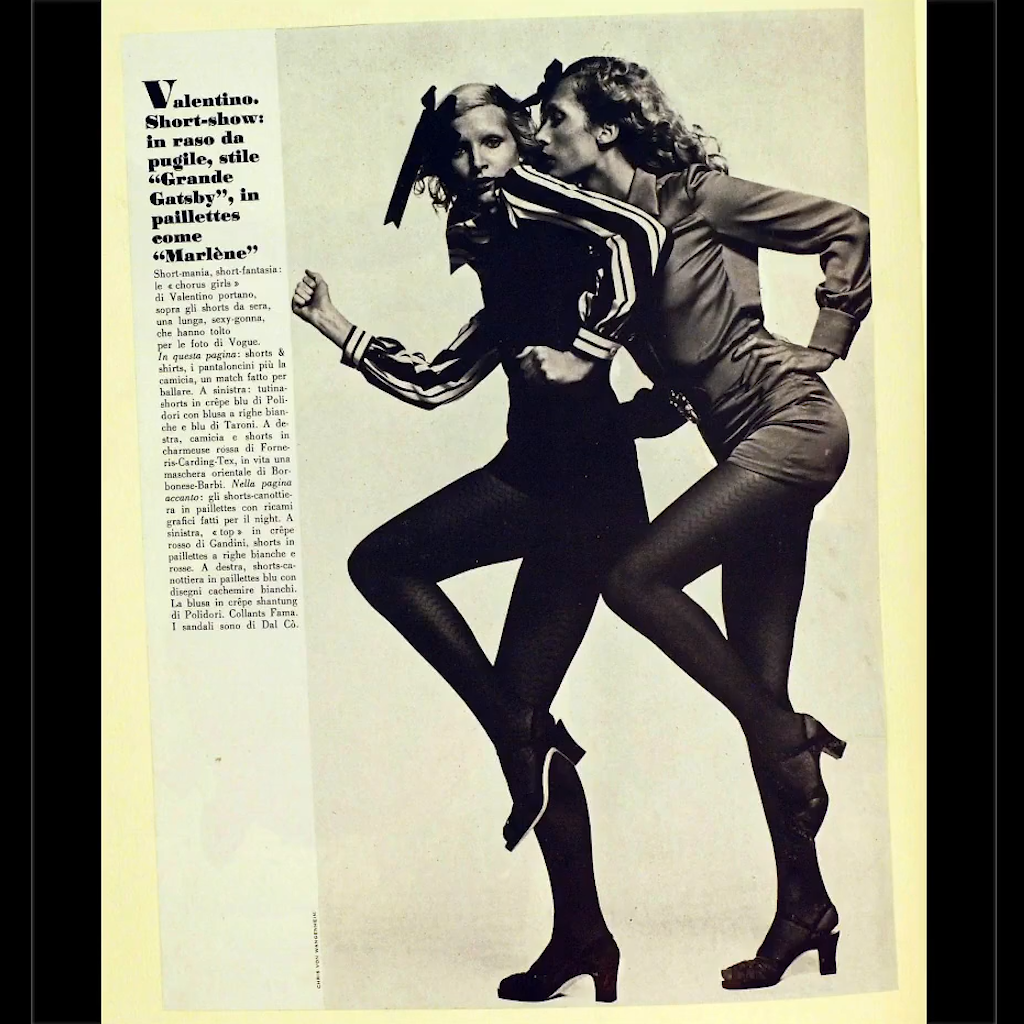 Valentino.
Short-show:
in raso da
pugile, stile
“Grande
Gatsby”, in
paillettes
come
“Marlène”
Short-mania, short-fantasia:
le « chorus girls »
di Valentino portano,
sopra gli shorts da sera,
una lunga, sexy-gonna,
che hanno tolto
per le foto di Vogue.
In questa pagina: shorts &
shirts, i pantaloncini più la
camicia, un match fatto per
ballare. A sinistra: tutina-
shorts in crêpe blu di Poli-
dori con blusa a righe bian-
che e blu di Taroni. A de-
stra, camicia e shorts in
charmeuse rossa di Forne-
ris-Carding-Tex, in vita una
maschera orientale di Bor-
bonese-Barbi. Nella pagina
accanto: gli shorts-canottie-
ra in paillettes con ricami
grafici fatti per il night. A
sinistra, « top » in crêpe
rosso di Gandini, shorts in
paillettes a righe bianche e
rosse. A destra, shorts-ca-
nottiera in paillettes blu con
disegni cachemire bianchi.
La blusa in crêpe shantung
di Polidori. Collants Fama.
I sandali sono di Dal Cò.
CHRIS VON WANGENHEIM